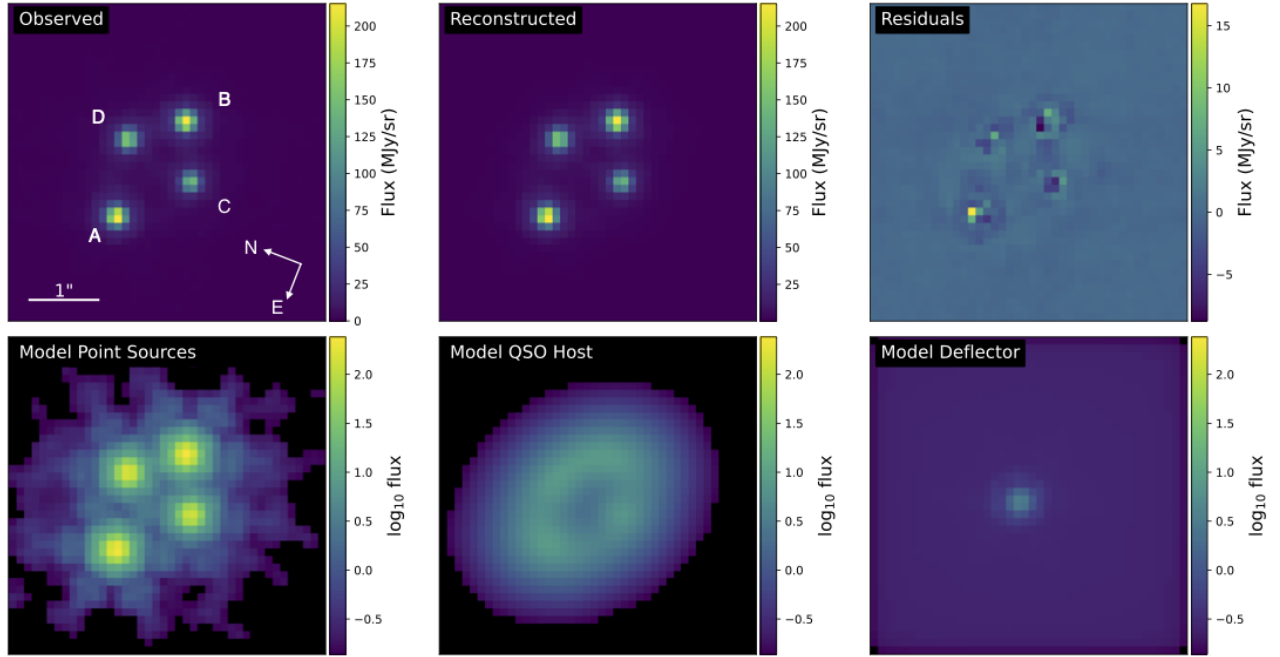 Observed
D
B
A
C
N
E
1"
0
25
50
75
100
125
150
175
200
Flux (MJy/sr)
Reconstructed
25
50
75
100
125
150
175
200
Flux (MJy/sr)
Residuals
−5
0
5
10
15
Flux (MJy/sr)
Model Point Sources
−0.5
0.0
0.5
1.0
1.5
2.0
log₁₀ flux
Model QSO Host
−0.5
0.0
0.5
1.0
1.5
2.0
log₁₀ flux
Model Deflector
−0.5
0.0
0.5
1.0
1.5
2.0
log₁₀ flux